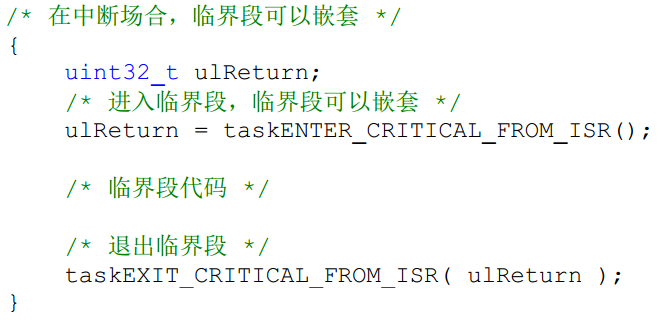 /* 在中断场合，临界段可以嵌套 */
{
uint32_t ulReturn;
/* 进入临界段，临界段可以嵌套 */
ulReturn = taskENTER_CRITICAL_FROM_ISR();
/* 临界段代码 */
/* 退出临界段 */
taskEXIT_CRITICAL_FROM_ISR( ulReturn );
}